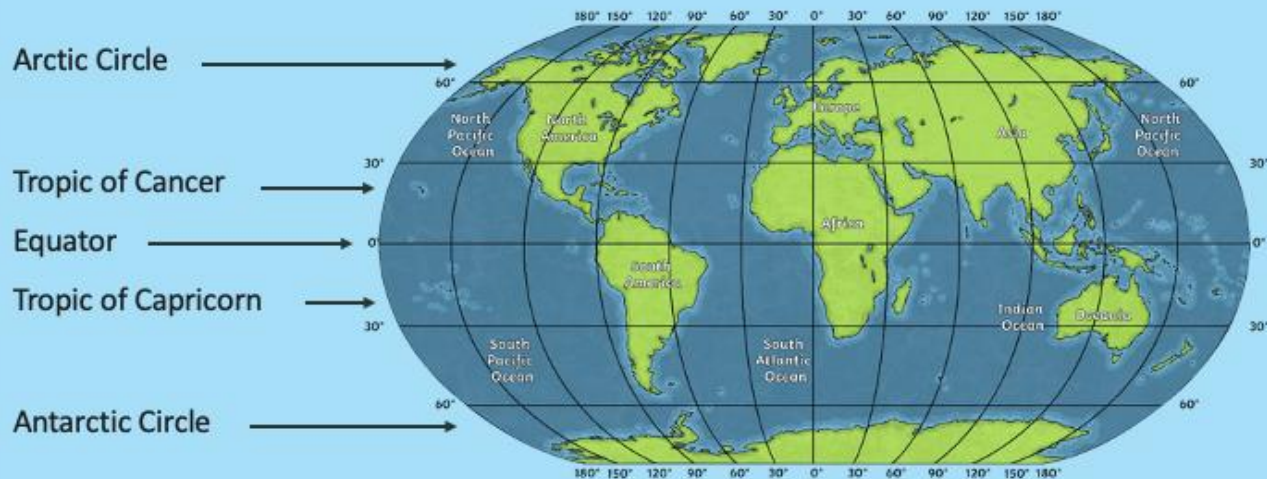 180° 150° 120° 90° 60° 30° 0° 30° 60° 90° 120° 150° 180°
Arctic Circle
60° 60°
North
Pacific
Ocean
North
America
Europe
Asia
North
Pacific
Ocean
30° 30°
Tropic of Cancer
African
Equator
0° 0°
South
America
Tropic of Capricorn
Indian
Ocean
Oceania
30° 30°
South
Pacific
Ocean
South
Atlantic
Ocean
60° 60°
Antarctic Circle
180° 150° 120° 90° 60° 30° 0° 30° 60° 90° 120° 150° 180°